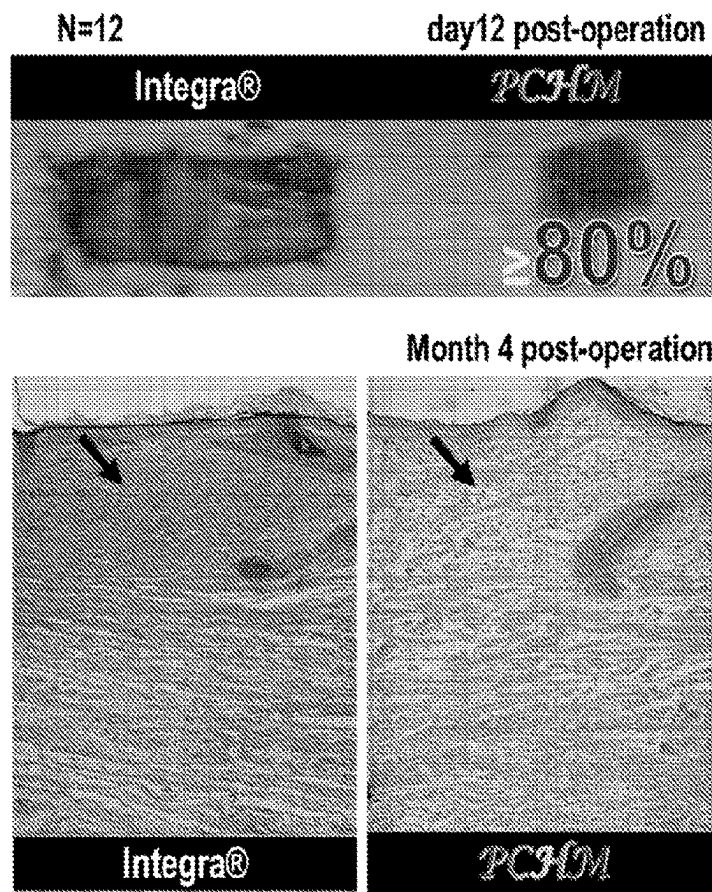 N=12 day12 post-operation
Integra® PCHM
≥80%
Month 4 post-operation
Integra® PCHM